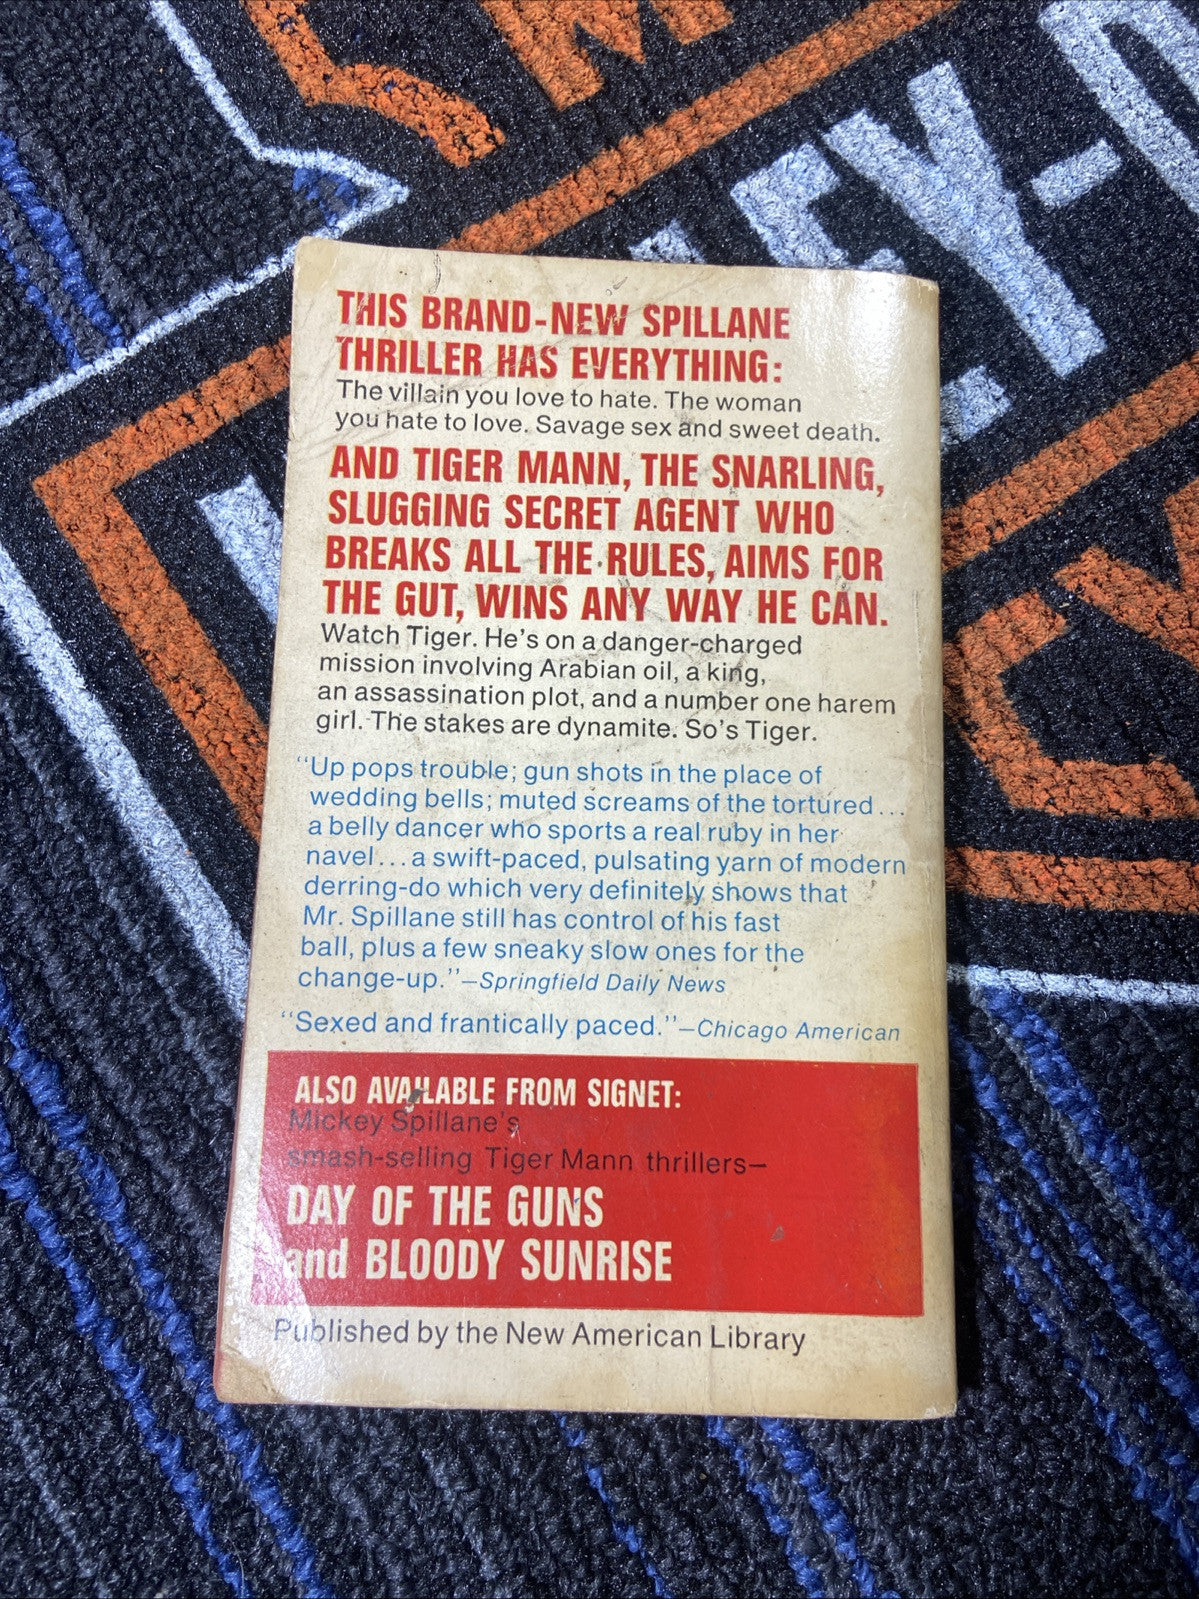 THIS BRAND-NEW SPILLANE
THRILLER HAS EVERYTHING:
The villain you love to hate. The woman
you hate to love. Savage sex and sweet death.
AND TIGER MANN, THE SNARLING,
SLUGGING SECRET AGENT WHO
BREAKS ALL THE RULES, AIMS FOR
THE GUT, WINS ANY WAY HE CAN.
Watch Tiger. He's on a danger-charged
mission involving Arabian oil, a king,
an assassination plot, and a number one harem
girl. The stakes are dynamite. So's Tiger.
"Up pops trouble; gun shots in the place of
wedding bells; muted screams of the tortured...
a belly dancer who sports a real ruby in her
navel...a swift-paced, pulsating yarn of modern
derring-do which very definitely shows that
Mr. Spillane still has control of his fast
ball, plus a few sneaky slow ones for the
change-up."—Springfield Daily News
"Sexed and frantically paced."—Chicago American
ALSO AVAILABLE FROM SIGNET:
Mickey Spillane's
smash-selling Tiger Mann thrillers—
DAY OF THE GUNS
and BLOODY SUNRISE
Published by the New American Library